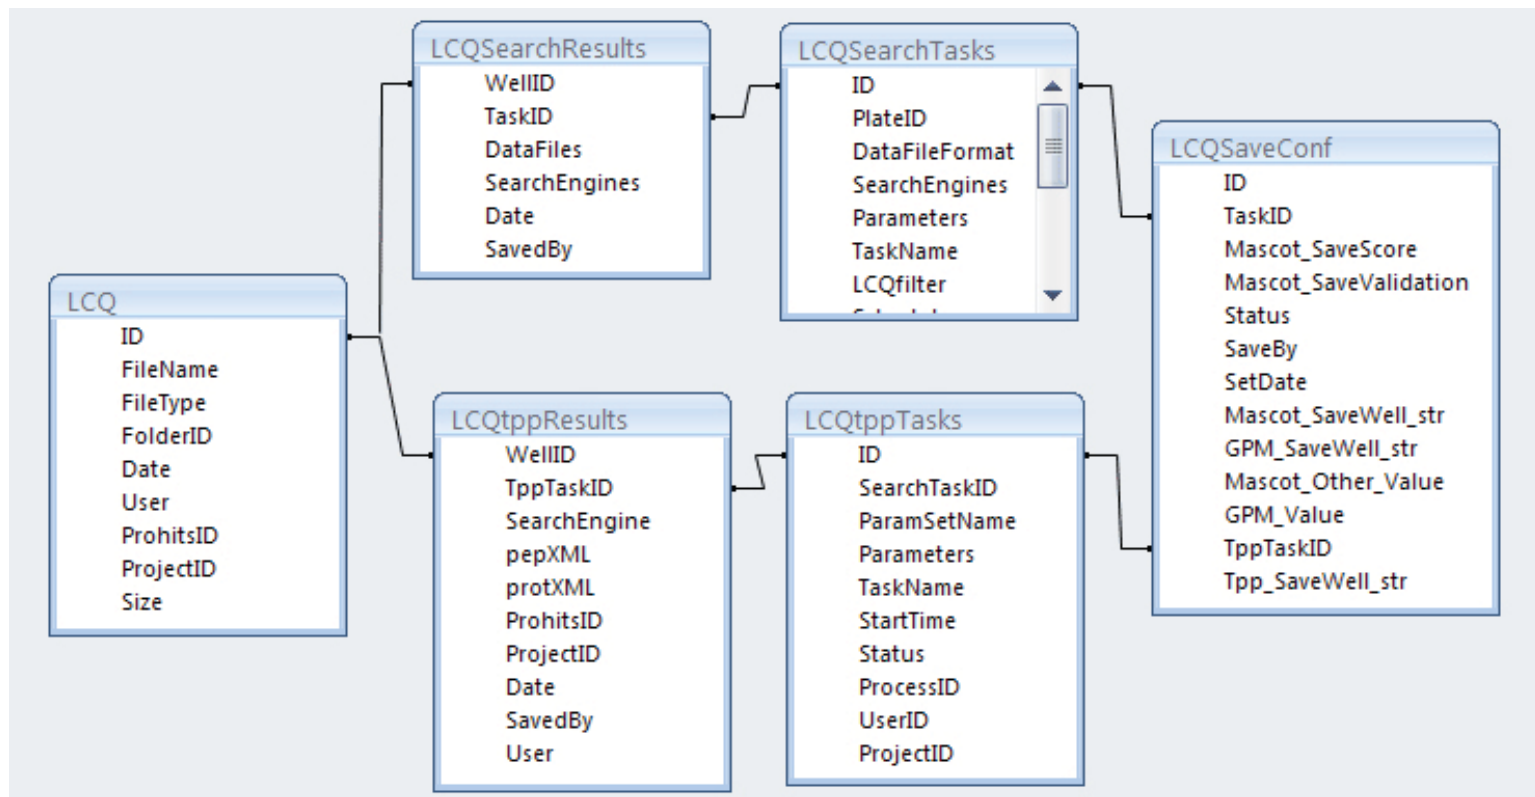 LCQSearchResults
WellID
TaskID
DataFiles
SearchEngines
Date
SavedBy
LCQSearchTasks
ID
PlateID
DataFileFormat
SearchEngines
Parameters
TaskName
LCQfilter
LCQSaveConf
ID
TaskID
Mascot_SaveScore
Mascot_SaveValidation
Status
SaveBy
SetDate
Mascot_SaveWell_str
GPM_SaveWell_str
Mascot_Other_Value
GPM_Value
TppTaskID
Tpp_SaveWell_str
LCQ
ID
FileName
FileType
FolderID
Date
User
ProhitsID
ProjectID
Size
LCQtppResults
WellID
TppTaskID
SearchEngine
pepXML
protXML
ProhitsID
ProjectID
Date
SavedBy
User
LCQtppTasks
ID
SearchTaskID
ParamSetName
Parameters
TaskName
StartTime
Status
ProcessID
UserID
ProjectID